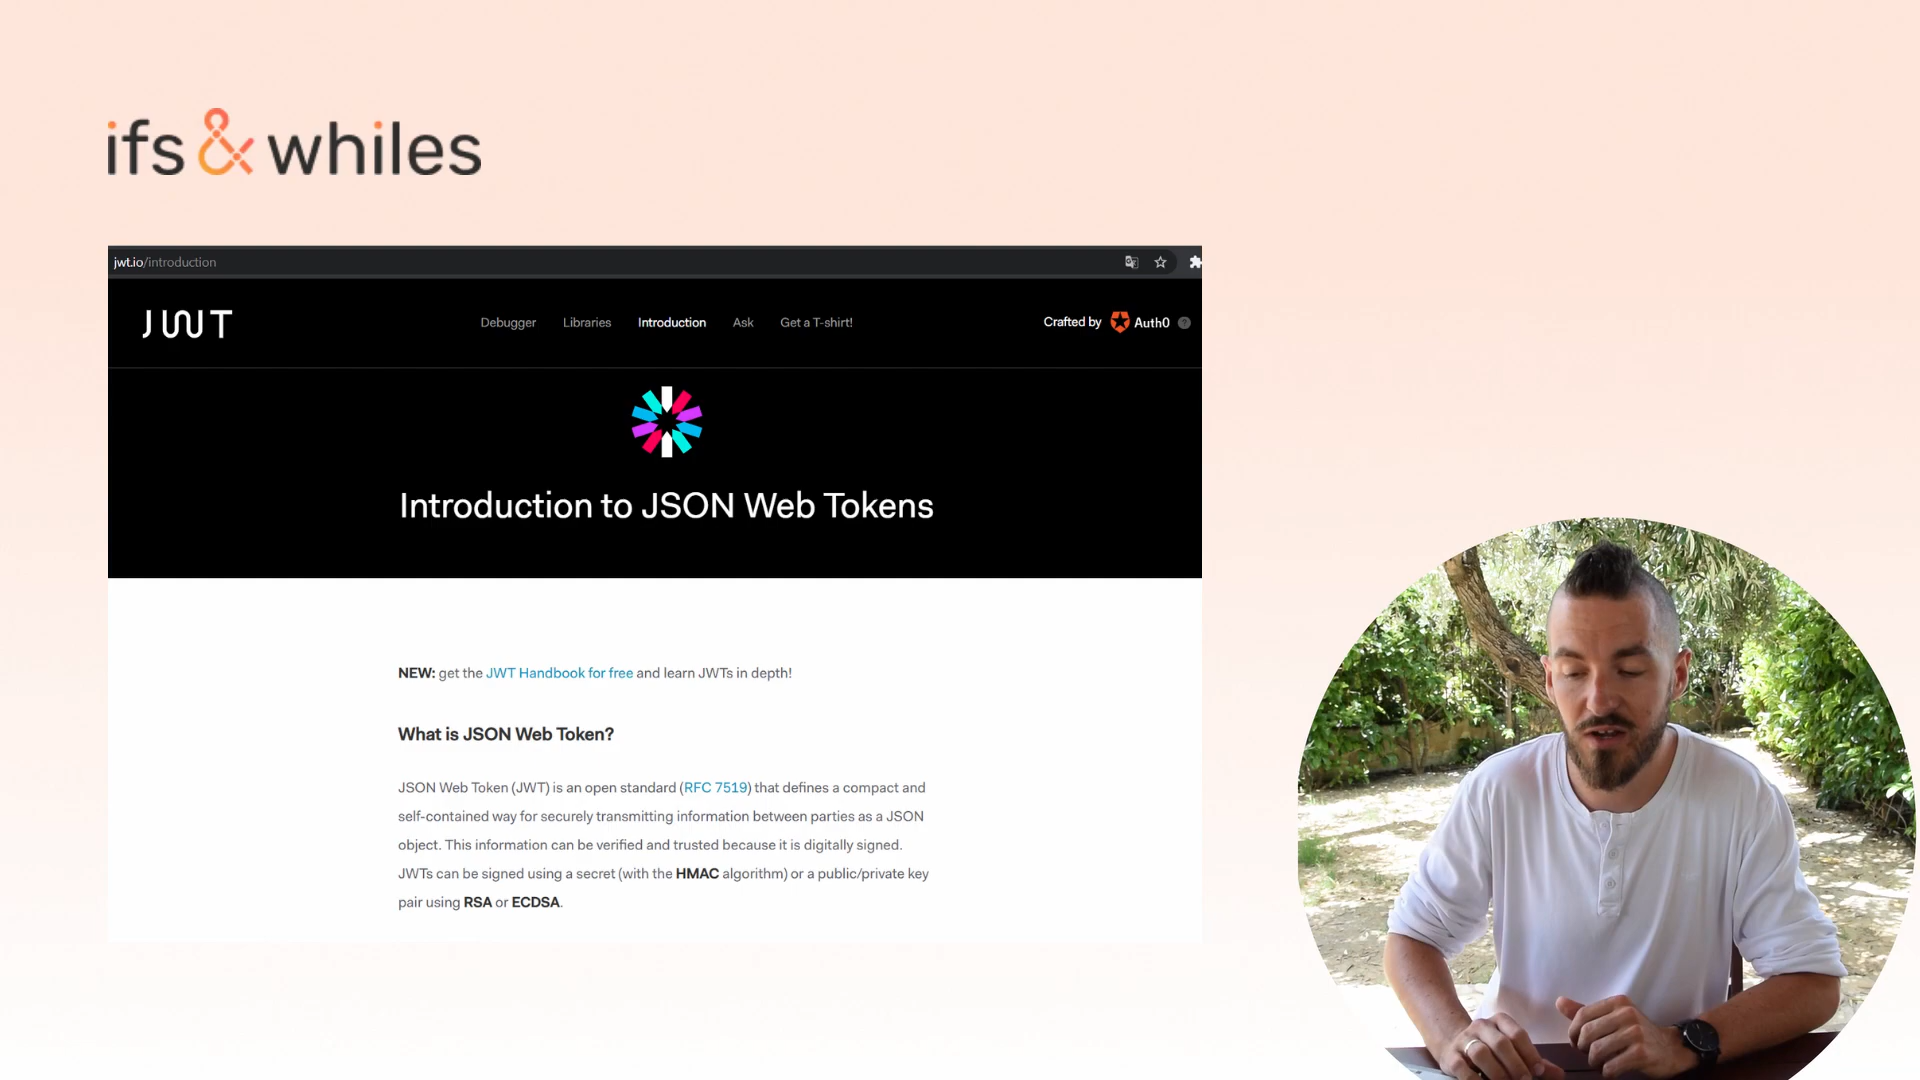 ifs & whiles
jwt.io/introduction
JWT
Debugger Libraries Introduction Ask Get a T-shirt! Crafted by Auth0 ?
Introduction to JSON Web Tokens
NEW: get the JWT Handbook for free and learn JWTs in depth!
What is JSON Web Token?
JSON Web Token (JWT) is an open standard (RFC 7519) that defines a compact and
self-contained way for securely transmitting information between parties as a JSON
object. This information can be verified and trusted because it is digitally signed.
JWTs can be signed using a secret (with the HMAC algorithm) or a public/private key
pair using RSA or ECDSA.